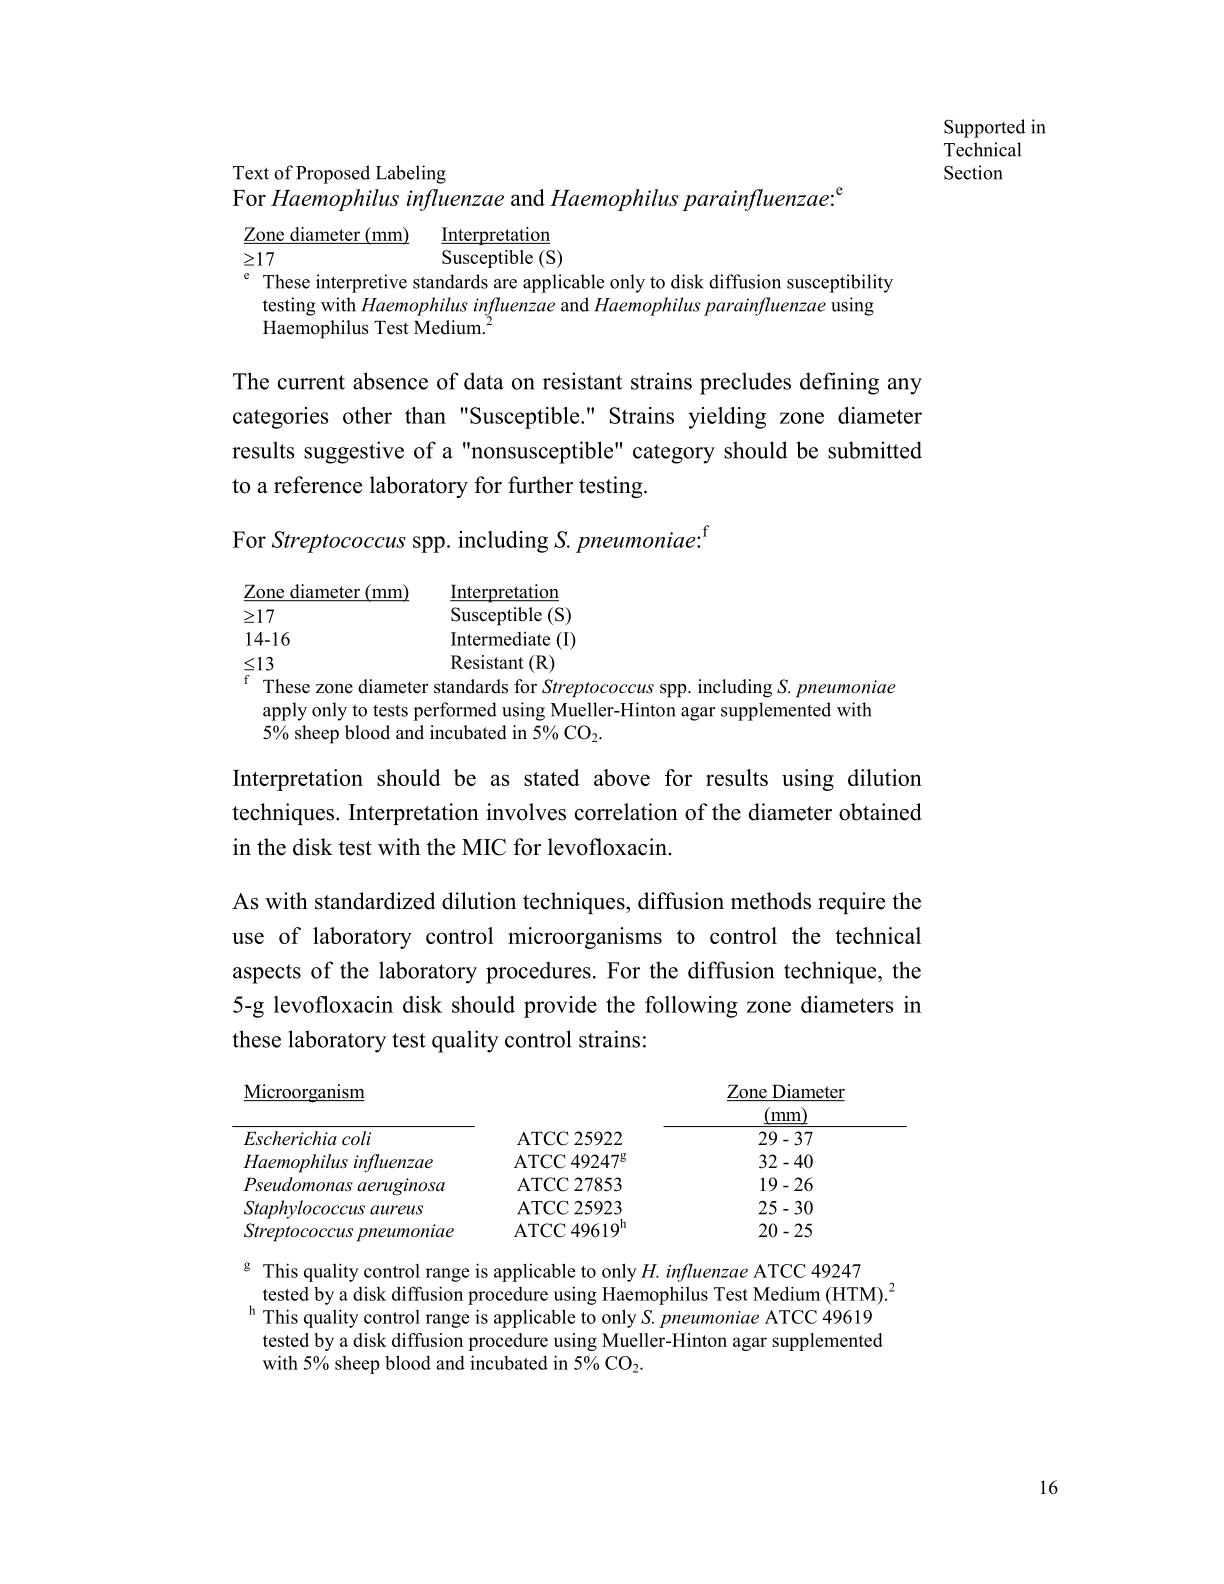 Supported in
Technical
Section
Text of Proposed Labeling
For Haemophilus influenzae and Haemophilus parainfluenzae:e
Zone diameter (mm) Interpretation
≥17 Susceptible (S)
e These interpretive standards are applicable only to disk diffusion susceptibility
testing with Haemophilus influenzae and Haemophilus parainfluenzae using
Haemophilus Test Medium.2
The current absence of data on resistant strains precludes defining any
categories other than "Susceptible." Strains yielding zone diameter
results suggestive of a "nonsusceptible" category should be submitted
to a reference laboratory for further testing.
For Streptococcus spp. including S. pneumoniae:f
Zone diameter (mm) Interpretation
≥17 Susceptible (S)
14-16 Intermediate (I)
≤13 Resistant (R)
f These zone diameter standards for Streptococcus spp. including S. pneumoniae
apply only to tests performed using Mueller-Hinton agar supplemented with
5% sheep blood and incubated in 5% CO2.
Interpretation should be as stated above for results using dilution
techniques. Interpretation involves correlation of the diameter obtained
in the disk test with the MIC for levofloxacin.
As with standardized dilution techniques, diffusion methods require the
use of laboratory control microorganisms to control the technical
aspects of the laboratory procedures. For the diffusion technique, the
5-g levofloxacin disk should provide the following zone diameters in
these laboratory test quality control strains:
Microorganism Zone Diameter
(mm)
Escherichia coli ATCC 25922 29 - 37
Haemophilus influenzae ATCC 49247g 32 - 40
Pseudomonas aeruginosa ATCC 27853 19 - 26
Staphylococcus aureus ATCC 25923 25 - 30
Streptococcus pneumoniae ATCC 49619h 20 - 25
g This quality control range is applicable to only H. influenzae ATCC 49247
tested by a disk diffusion procedure using Haemophilus Test Medium (HTM).2
h This quality control range is applicable to only S. pneumoniae ATCC 49619
tested by a disk diffusion procedure using Mueller-Hinton agar supplemented
with 5% sheep blood and incubated in 5% CO2.
16